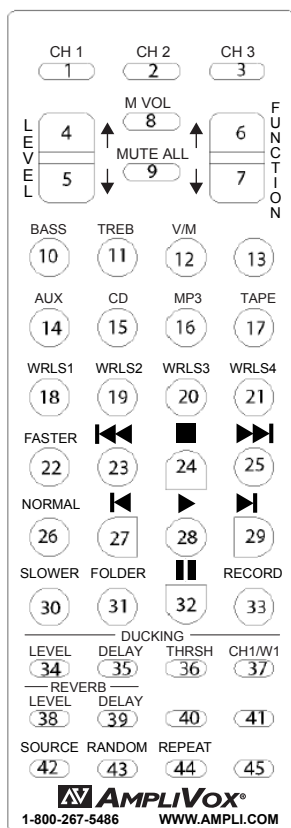 CH 1 CH 2 CH 3
1 2 3
M VOL
8
MUTE ALL
9
LEVEL
4
5
FUNCTION
6
7
BASS TREB V/M
10 11 12 13
AUX CD MP3 TAPE
14 15 16 17
WRLS1 WRLS2 WRLS3 WRLS4
18 19 20 21
FASTER
22 23 24 25
NORMAL
26 27 28 29
SLOWER FOLDER RECORD
30 31 32 33
DUCKING
LEVEL DELAY THRSH CH1/W1
34 35 36 37
REVERB
LEVEL DELAY
38 39 40 41
SOURCE RANDOM REPEAT
42 43 44 45
AMPLIVOX®
1-800-267-5486 WWW.AMPLI.COM